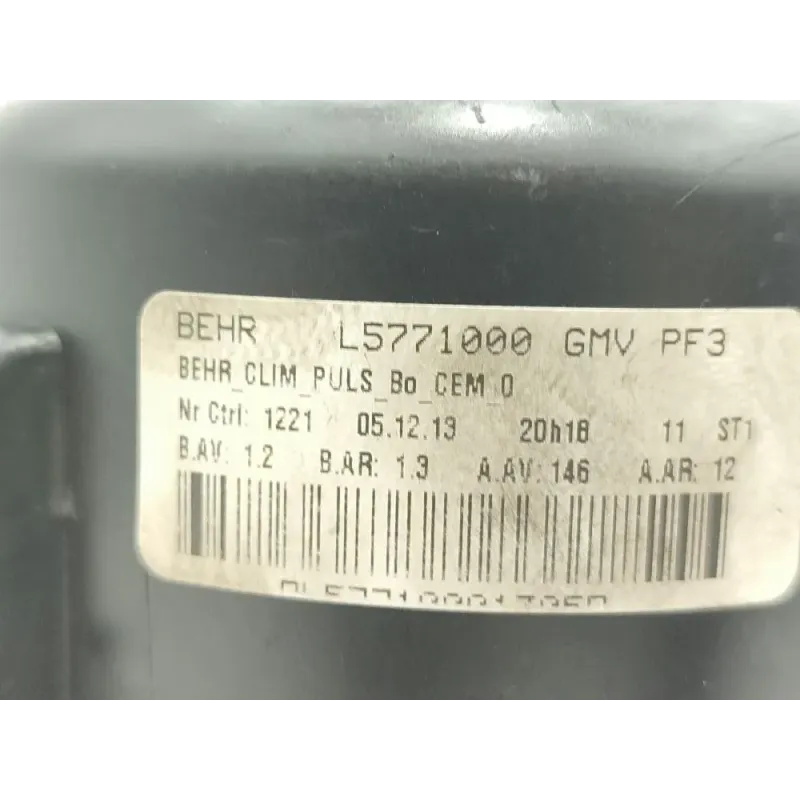 BEHR L5771000 GMV PF3
BEHR_CLIM_PULS_Bo_CEM_0
Nr Ctrl: 1221 05.12.13 20h18 11 ST1
B.AV: 1.2 B.AR: 1.3 A.AV: 146 A.AR: 12